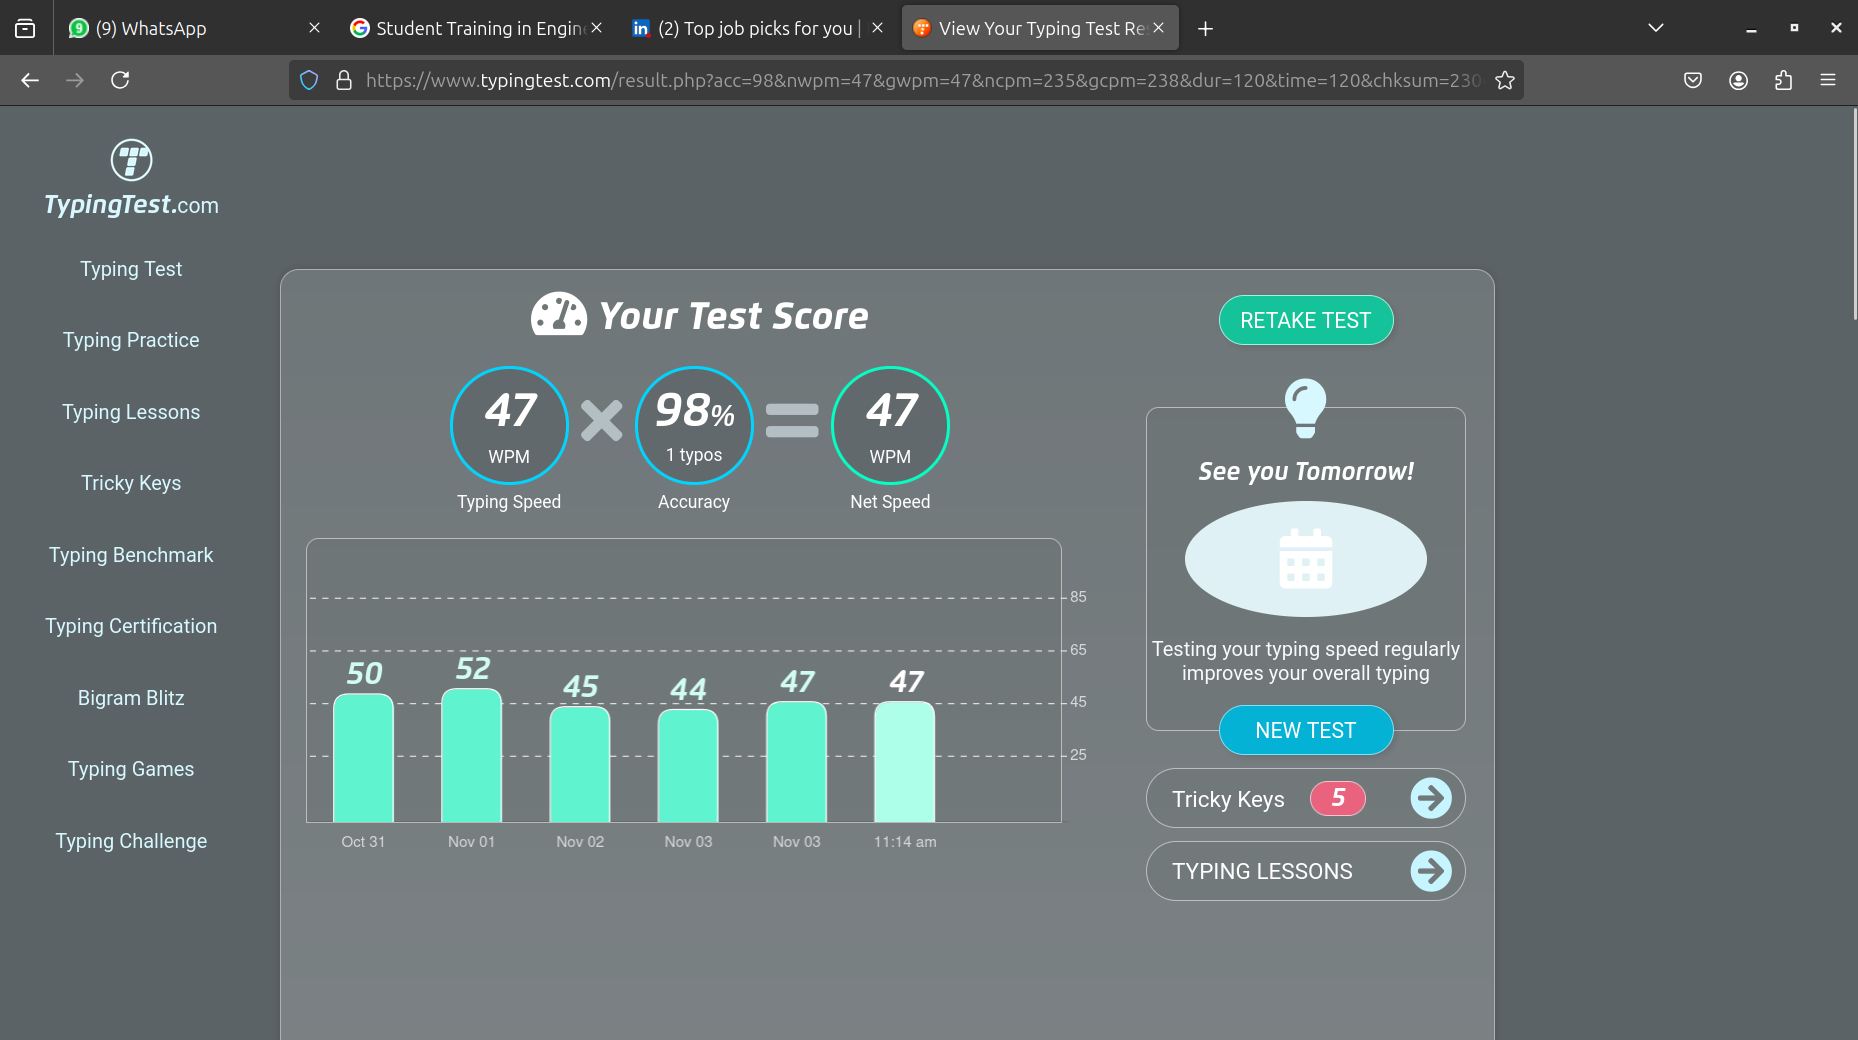 (9) WhatsApp
Student Training in Engine
(2) Top job picks for you |
View Your Typing Test Re
https://www.typingtest.com/result.php?acc=98&nwpm=47&gwpm=47&ncpm=235&gcpm=238&dur=120&time=120&chksum=230
TypingTest.com
Typing Test
Typing Practice
Typing Lessons
Tricky Keys
Typing Benchmark
Typing Certification
Bigram Blitz
Typing Games
Typing Challenge
Your Test Score
47
WPM
Typing Speed
98%
1 typos
Accuracy
47
WPM
Net Speed
85
65
45
25
50
52
45
44
47
47
Oct 31
Nov 01
Nov 02
Nov 03
Nov 03
11:14 am
RETAKE TEST
See you Tomorrow!
Testing your typing speed regularly
improves your overall typing
NEW TEST
Tricky Keys 5
TYPING LESSONS